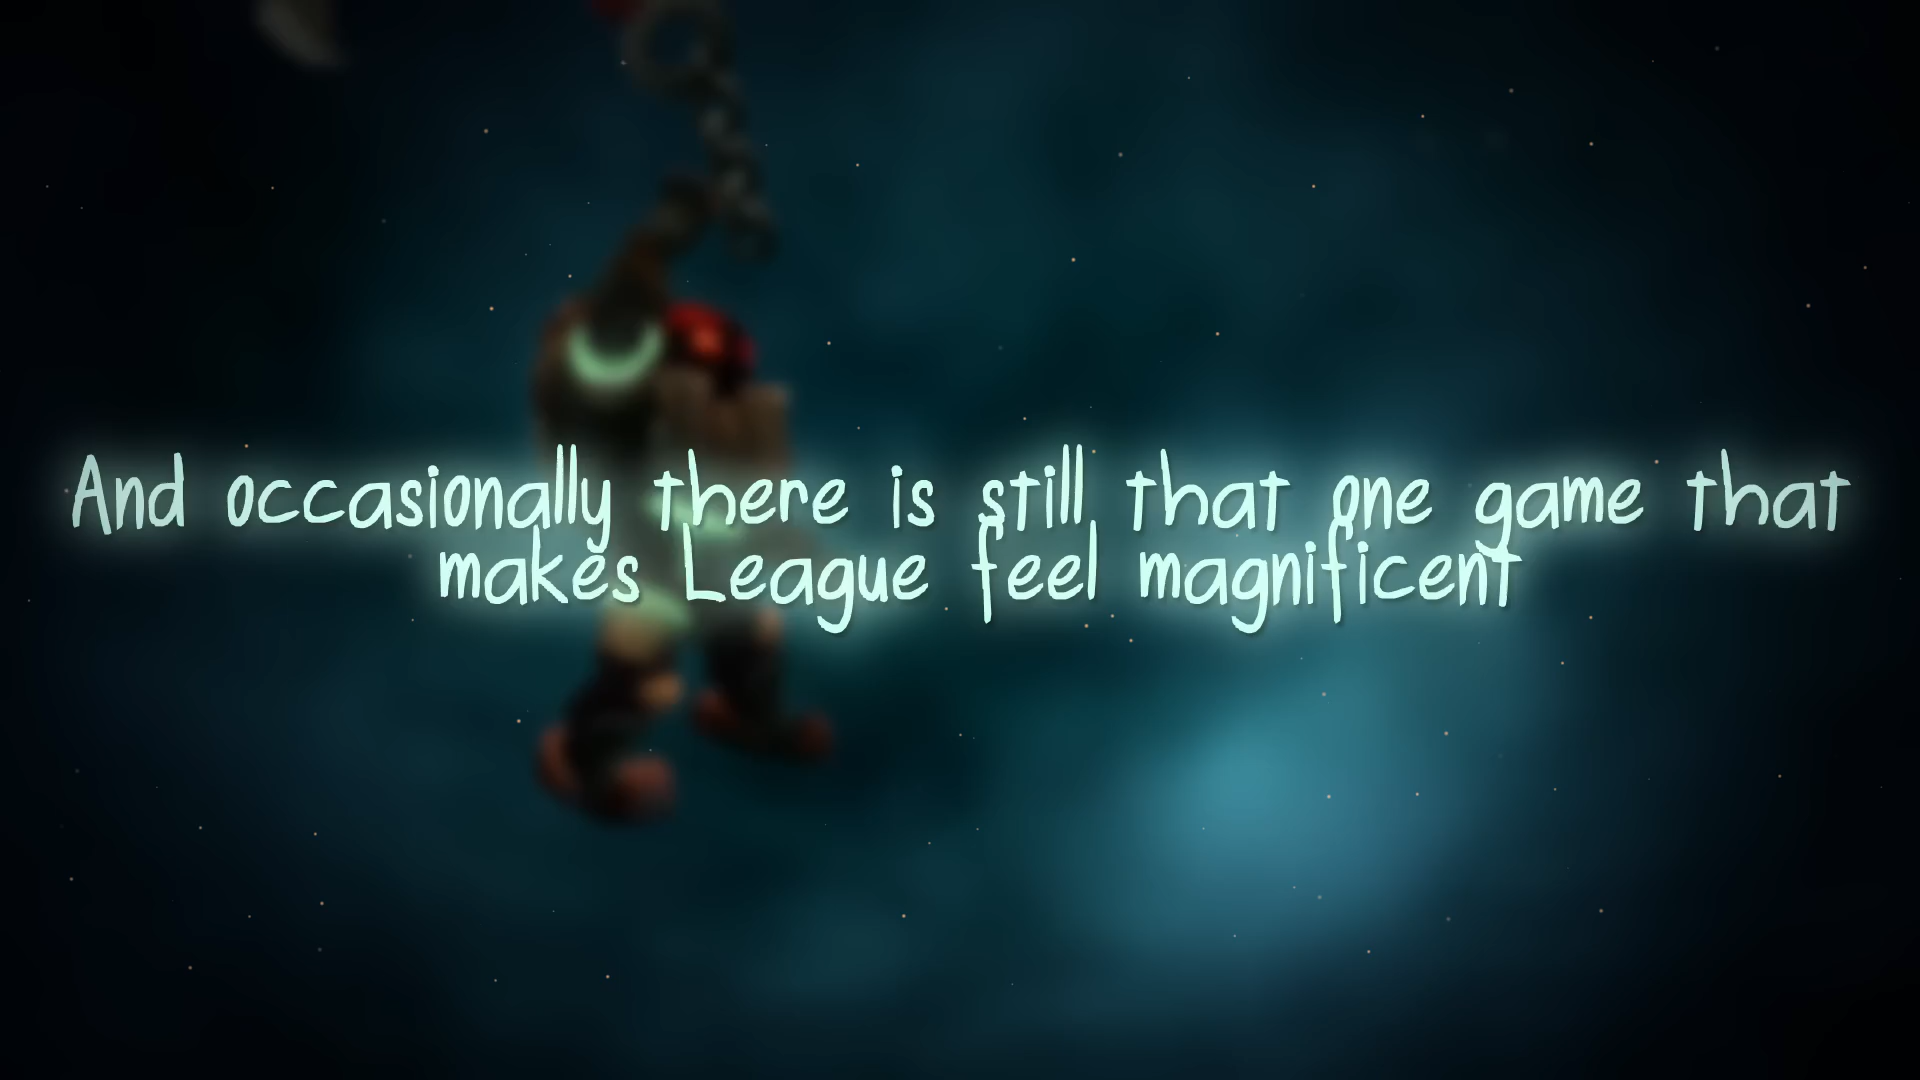 And occasionally there is still that one game that
makes League feel magnificent